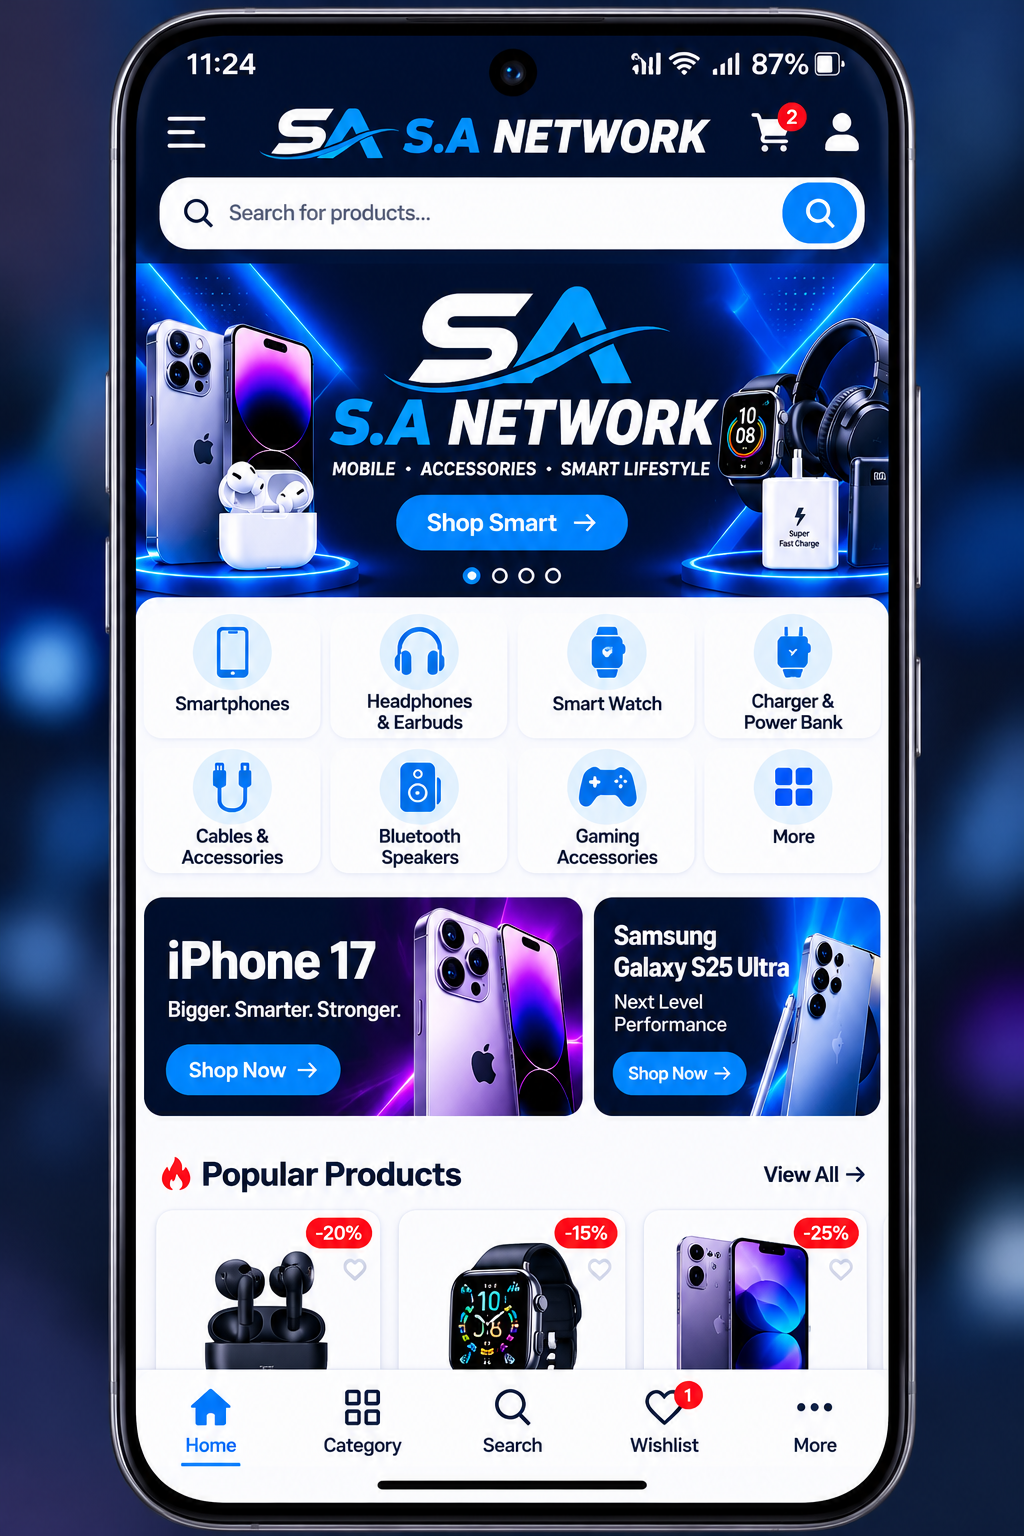 11:24
87%
SA S.A NETWORK
2
Search for products...
SA
S.A NETWORK
MOBILE • ACCESSORIES • SMART LIFESTYLE
10
08
Super
Fast Charge
Shop Smart →
Smartphones
Headphones
& Earbuds
Smart Watch
Charger &
Power Bank
Cables &
Accessories
Bluetooth
Speakers
Gaming
Accessories
More
iPhone 17
Bigger. Smarter. Stronger.
Shop Now →
Samsung
Galaxy S25 Ultra
Next Level
Performance
Shop Now →
Popular Products
View All →
-20%
-15%
-25%
10
Home
Category
Search
1
Wishlist
More